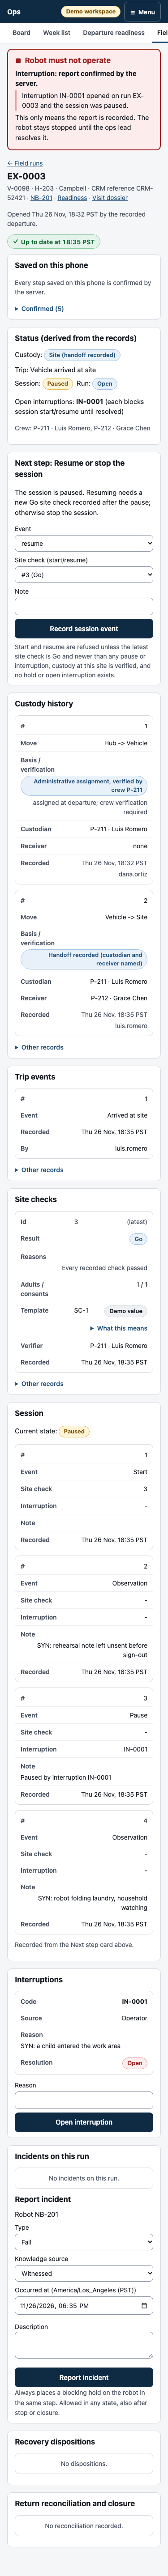 Ops
Demo workspace
≡ Menu
Board
Week list
Departure readiness
Fiel
Robot must not operate
Interruption: report confirmed by the
server.
Interruption IN-0001 opened on run EX-
0003 and the session was paused.
This only means the report is recorded. The
robot stays stopped until the ops lead
resolves it.
← Field runs
EX-0003
V-0098 · H-203 · Campbell · CRM reference CRM-
52421 · NB-201 · Readiness · Visit dossier
Opened Thu 26 Nov, 18:32 PST by the recorded
departure.
✓ Up to date at 18:35 PST
Saved on this phone
Every step saved on this phone is confirmed by
the server.
▸ Confirmed (5)
Status (derived from the records)
Custody: Site (handoff recorded)
Trip: Vehicle arrived at site
Session: Paused Run: Open
Open interruptions: IN-0001 (each blocks
session start/resume until resolved)
Crew: P-211 · Luis Romero, P-212 · Grace Chen
Next step: Resume or stop the
session
The session is paused. Resuming needs a
new Go site check recorded after the pause;
otherwise stop the session.
Event
resume
Site check (start/resume)
#3 (Go)
Note
Record session event
Start and resume are refused unless the latest
site check is Go and newer than any pause or
interruption, custody at this site is verified, and
no hold or open interruption exists.
Custody history
# 1
Move Hub -> Vehicle
Basis /
verification
Administrative assignment, verified by
crew P-211
assigned at departure; crew verification
required
Custodian P-211 · Luis Romero
Receiver none
Recorded Thu 26 Nov, 18:32 PST
dana.ortiz
# 2
Move Vehicle -> Site
Basis /
verification
Handoff recorded (custodian and
receiver named)
Custodian P-211 · Luis Romero
Receiver P-212 · Grace Chen
Recorded Thu 26 Nov, 18:35 PST
luis.romero
▸ Other records
Trip events
# 1
Event Arrived at site
Recorded Thu 26 Nov, 18:35 PST
By luis.romero
▸ Other records
Site checks
Id 3 (latest)
Result Go
Reasons
Every recorded check passed
Adults /
consents
1 / 1
Template SC-1 Demo value
▸ What this means
Verifier P-211 · Luis Romero
Recorded Thu 26 Nov, 18:35 PST
▸ Other records
Session
Current state: Paused
# 1
Event Start
Site check 3
Interruption -
Note
Recorded Thu 26 Nov, 18:35 PST
# 2
Event Observation
Site check -
Interruption -
Note
SYN: rehearsal note left unsent before
sign-out
Recorded Thu 26 Nov, 18:35 PST
# 3
Event Pause
Site check -
Interruption IN-0001
Note
Paused by interruption IN-0001
Recorded Thu 26 Nov, 18:35 PST
# 4
Event Observation
Site check -
Interruption -
Note
SYN: robot folding laundry, household
watching
Recorded Thu 26 Nov, 18:35 PST
Recorded from the Next step card above.
Interruptions
Code IN-0001
Source Operator
Reason
SYN: a child entered the work area
Resolution Open
Reason
Open interruption
Incidents on this run
No incidents on this run.
Report incident
Robot NB-201
Type
Fall
Knowledge source
Witnessed
Occurred at (America/Los_Angeles (PST))
11/26/2026, 06:35 PM
Description
Report incident
Always places a blocking hold on the robot in
the same step. Allowed in any state, also after
stop or closure.
Recovery dispositions
No dispositions.
Return reconciliation and closure
No reconciliation recorded.